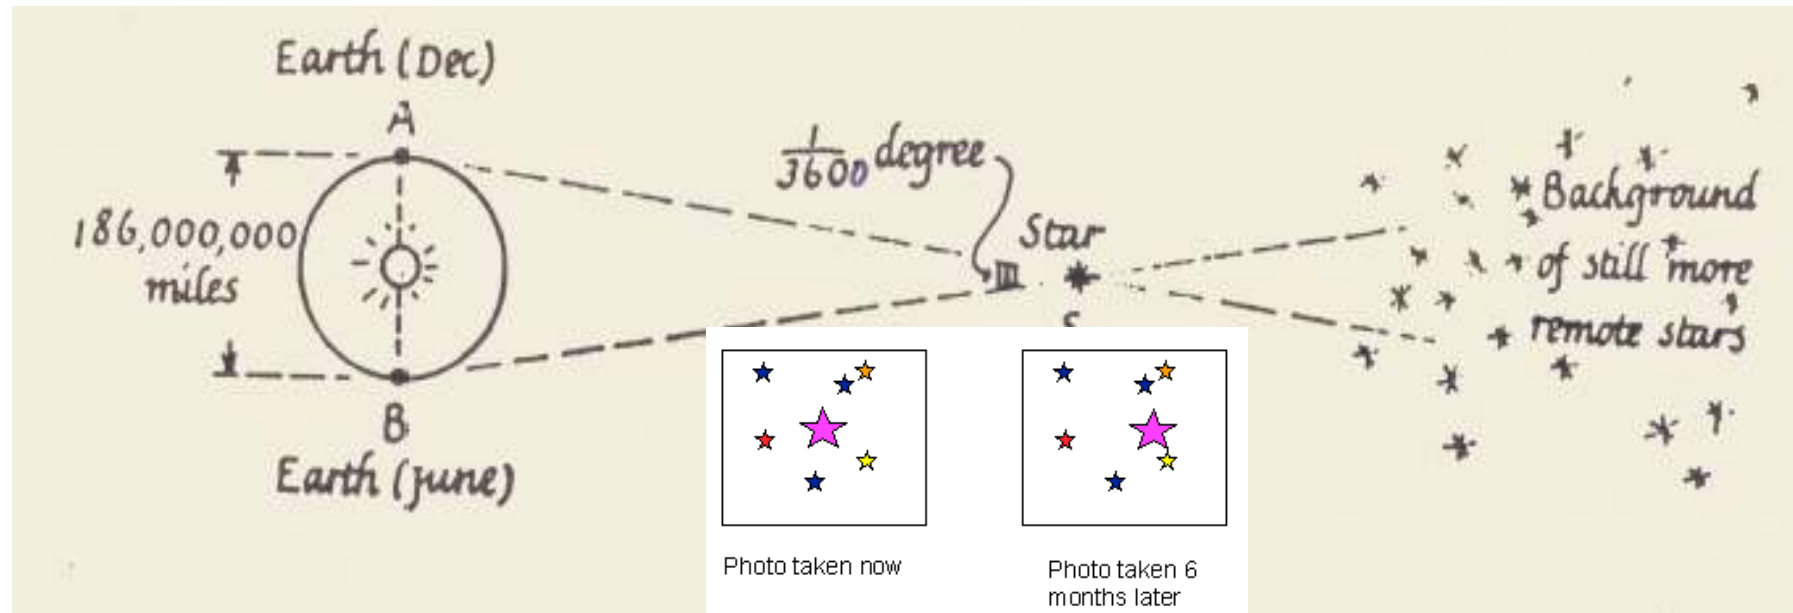 Earth (Dec)
A
186,000,000
miles
B
Earth (June)
1
3600 degree
Star
S
Background
of still more
remote stars
Photo taken now
Photo taken 6
months later